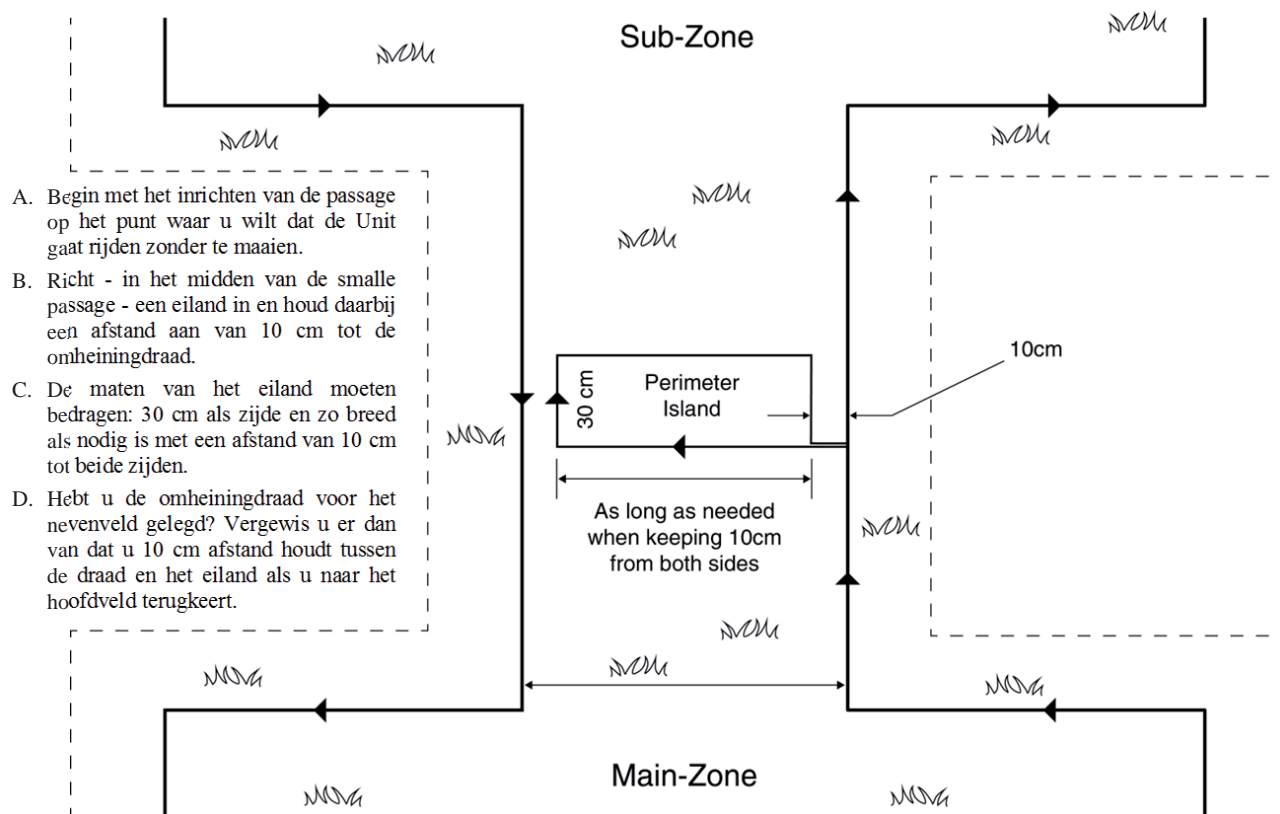 Sub-Zone
A. Begin met het inrichten van de passage
op het punt waar u wilt dat de Unit
gaat rijden zonder te maaien.
B. Richt - in het midden van de smalle
passage - een eiland in en houd daarbij
een afstand aan van 10 cm tot de
omheiningdraad.
C. De maten van het eiland moeten
bedragen: 30 cm als zijde en zo breed
als nodig is met een afstand van 10 cm
tot beide zijden.
D. Hebt u de omheiningdraad voor het
nevenveld gelegd? Vergewis u er dan
van dat u 10 cm afstand houdt tussen
de draad en het eiland als u naar het
hoofdveld terugkeert.
30 cm
Perimeter
Island
10cm
As long as needed
when keeping 10cm
from both sides
Main-Zone